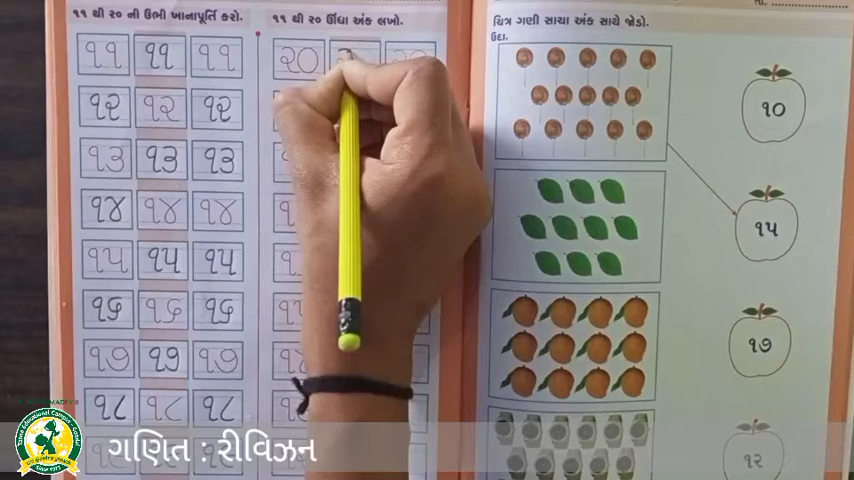 ૧૧ થી ૨૦ ની ઉભી ખાનાપૂર્તિ કરો.
૧૧ ૧૧ ૧૧
૧૨ ૧૨ ૧૨
૧૩ ૧૩ ૧૩
૧૪ ૧૪ ૧૪
૧૫ ૧૫ ૧૫
૧૬ ૧૬ ૧૬
૧૭ ૧૭ ૧૭
૧૮ ૧૮ ૧૮
૧૧ થી ૨૦ ઊંધા અંક લખો.
૨૦
ચિત્ર ગણી સાચા અંક સાથે જોડો.
ઉદા.
૧૦
૧૫
૧૭
૧૨
ગણિત : રીવિઝન